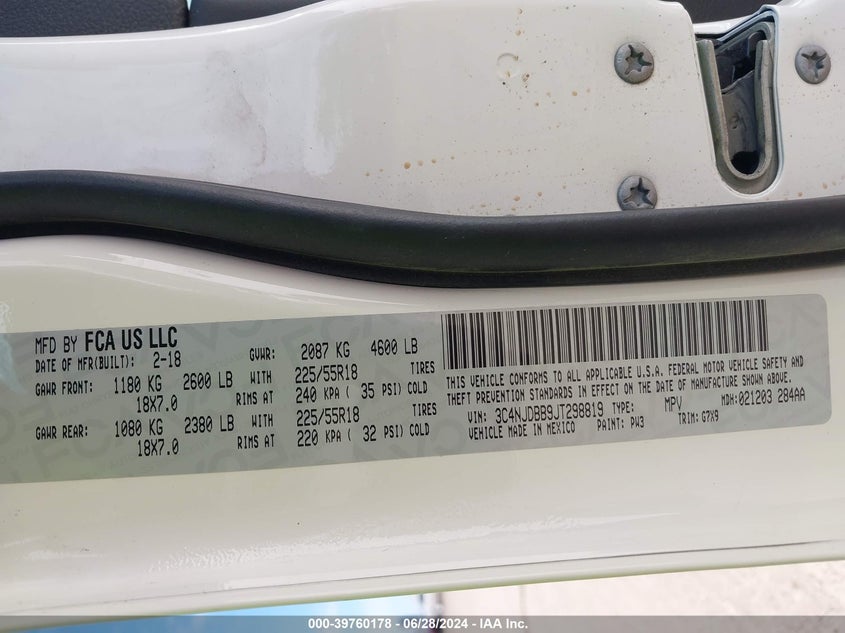 MFD BY FCA US LLC
DATE OF MFR(BUILT): 2-18 GVWR: 2087 KG 4600 LB
GAWR FRONT: 1180 KG 2600 LB WITH 225/55R18 TIRES
18X7.0 RIMS AT 240 KPA ( 35 PSI) COLD
GAWR REAR: 1080 KG 2380 LB WITH 225/55R18 TIRES
18X7.0 RIMS AT 220 KPA ( 32 PSI) COLD
THIS VEHICLE CONFORMS TO ALL APPLICABLE U.S.A. FEDERAL MOTOR VEHICLE SAFETY AND
THEFT PREVENTION STANDARDS IN EFFECT ON THE DATE OF MANUFACTURE SHOWN ABOVE.
VIN: 3C4NJDBB9JT298819 TYPE: MPV MDH: 021203 284AA
VEHICLE MADE IN MEXICO PAINT: PW3 TRIM: G7X9
000-39760178 - 06/28/2024 - IAA Inc.